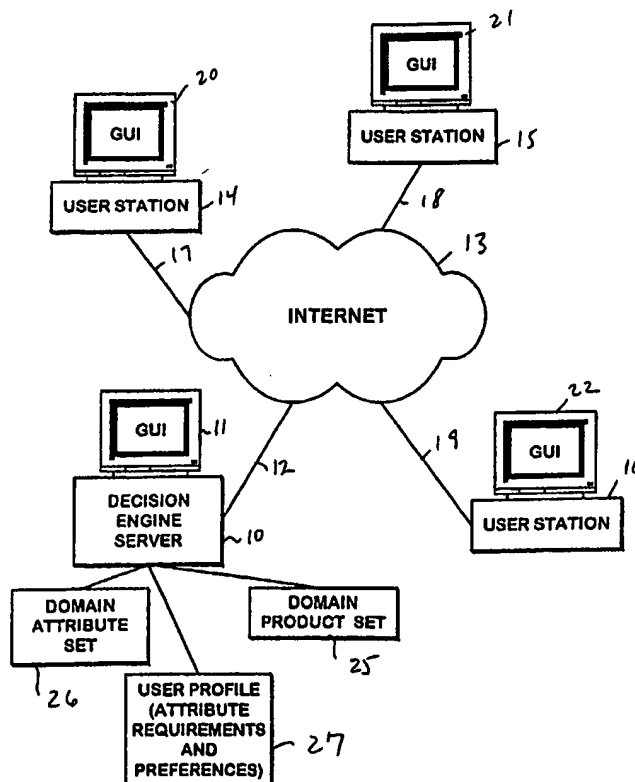 21
GUI
USER STATION
15
20
GUI
USER STATION
14
18
13
17
INTERNET
22
GUI
11
GUI
19
12
DECISION
ENGINE
SERVER
10
16
USER STATION
DOMAIN
ATTRIBUTE
SET
26
DOMAIN
PRODUCT SET
25
USER PROFILE
(ATTRIBUTE
REQUIREMENTS
AND
PREFERENCES)
27